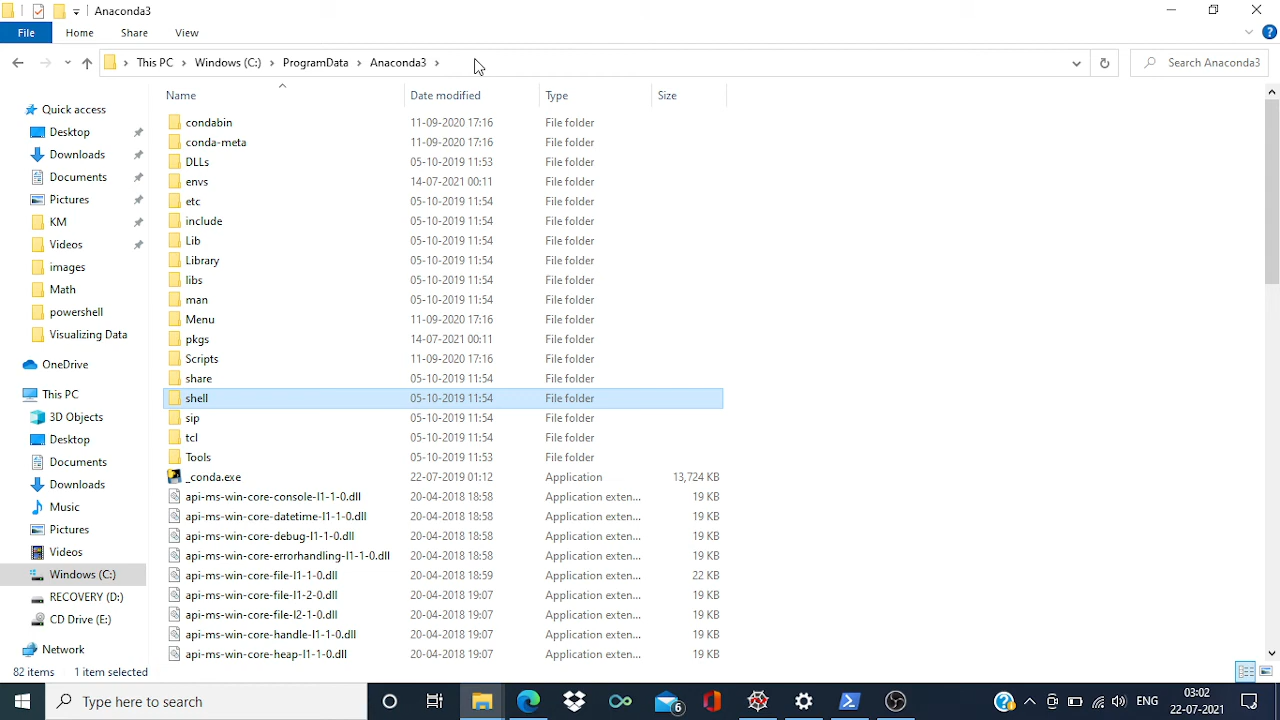 Anaconda3
File Home Share View
This PC Windows (C:) ProgramData Anaconda3 Search Anaconda3
Name Date modified Type Size
Quick access
Desktop
Downloads
Documents
Pictures
KM
Videos
images
Math
powershell
Visualizing Data
OneDrive
This PC
3D Objects
Desktop
Documents
Downloads
Music
Pictures
Videos
Windows (C:)
RECOVERY (D:)
CD Drive (E:)
Network
condabin 11-09-2020 17:16 File folder
conda-meta 11-09-2020 17:16 File folder
DLLs 05-10-2019 11:53 File folder
envs 14-07-2021 00:11 File folder
etc 05-10-2019 11:54 File folder
include 05-10-2019 11:54 File folder
Lib 05-10-2019 11:54 File folder
Library 05-10-2019 11:54 File folder
libs 05-10-2019 11:54 File folder
man 05-10-2019 11:54 File folder
Menu 11-09-2020 17:16 File folder
pkgs 14-07-2021 00:11 File folder
Scripts 11-09-2020 17:16 File folder
share 05-10-2019 11:54 File folder
shell 05-10-2019 11:54 File folder
sip 05-10-2019 11:54 File folder
tcl 05-10-2019 11:54 File folder
Tools 05-10-2019 11:53 File folder
_conda.exe 22-07-2019 01:12 Application 13,724 KB
api-ms-win-core-console-l1-1-0.dll 20-04-2018 18:58 Application exten... 19 KB
api-ms-win-core-datetime-l1-1-0.dll 20-04-2018 18:58 Application exten... 19 KB
api-ms-win-core-debug-l1-1-0.dll 20-04-2018 18:58 Application exten... 19 KB
api-ms-win-core-errorhandling-l1-1-0.dll 20-04-2018 18:58 Application exten... 19 KB
api-ms-win-core-file-l1-1-0.dll 20-04-2018 18:59 Application exten... 22 KB
api-ms-win-core-file-l1-2-0.dll 20-04-2018 19:07 Application exten... 19 KB
api-ms-win-core-file-l2-1-0.dll 20-04-2018 19:07 Application exten... 19 KB
api-ms-win-core-handle-l1-1-0.dll 20-04-2018 19:07 Application exten... 19 KB
api-ms-win-core-heap-l1-1-0.dll 20-04-2018 19:07 Application exten... 19 KB
82 items 1 item selected
Type here to search 6 ENG 03:02
22-07-2021